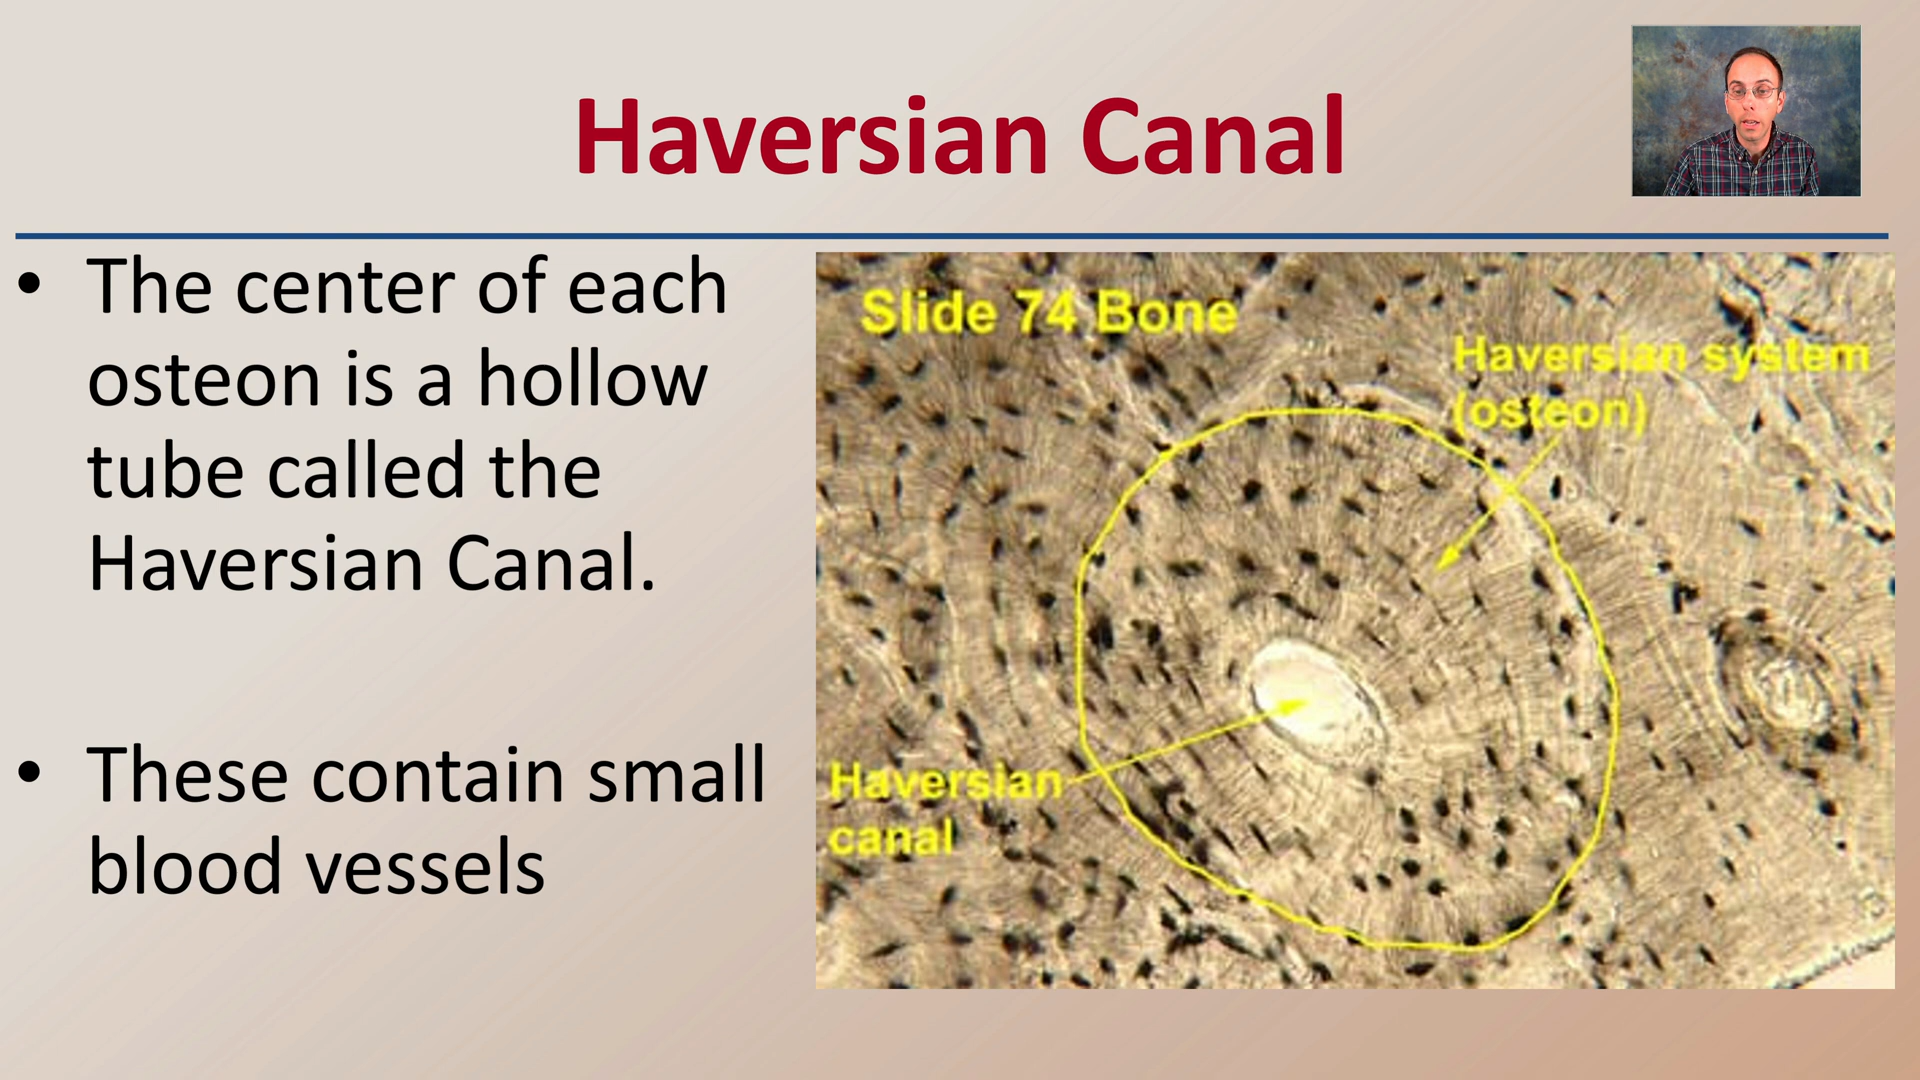 Haversian Canal
• The center of each
osteon is a hollow
tube called the
Haversian Canal.
• These contain small
blood vessels
Slide 74 Bone
Haversian system
(osteon)
Haversian
canal